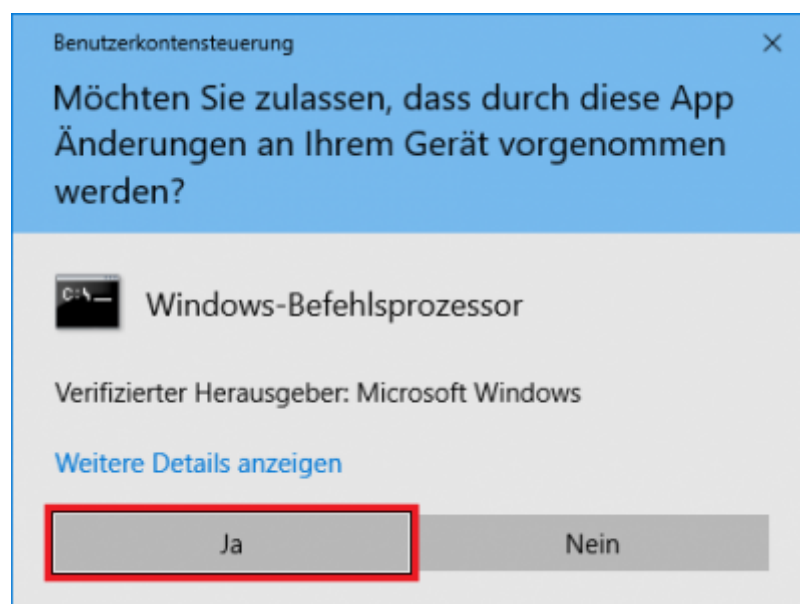 Benutzerkontensteuerung
Möchten Sie zulassen, dass durch diese App
Änderungen an Ihrem Gerät vorgenommen
werden?
C:\_
Windows-Befehlsprozessor
Verifizierter Herausgeber: Microsoft Windows
Weitere Details anzeigen
Ja
Nein